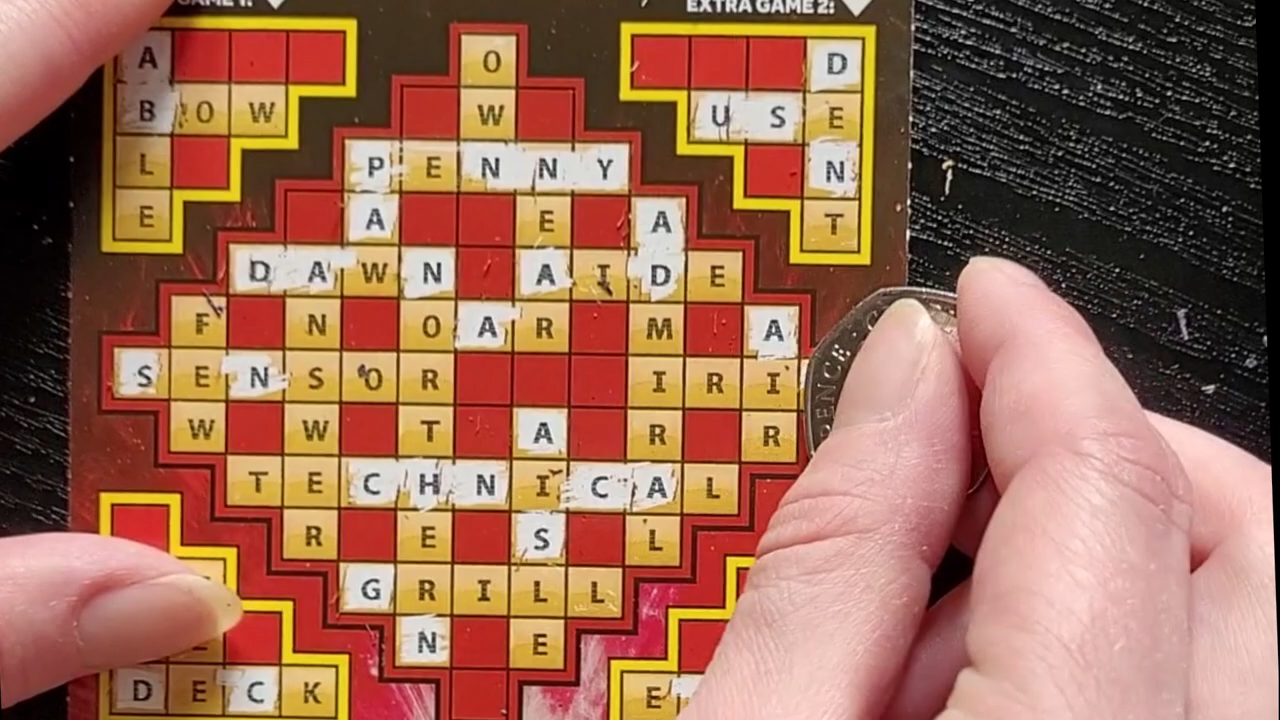 GAME 1:
EXTRA GAME 2:
A
B O W
L
E
D
U S E
N
T
O
W
P E N N Y
A E A
D A W N A I D E
F N O A R M A
S E N S O R I R I
W W T A R R
T E C H N I C A L
R E S L
G R I L L
N E
D E C K
E
PENCE